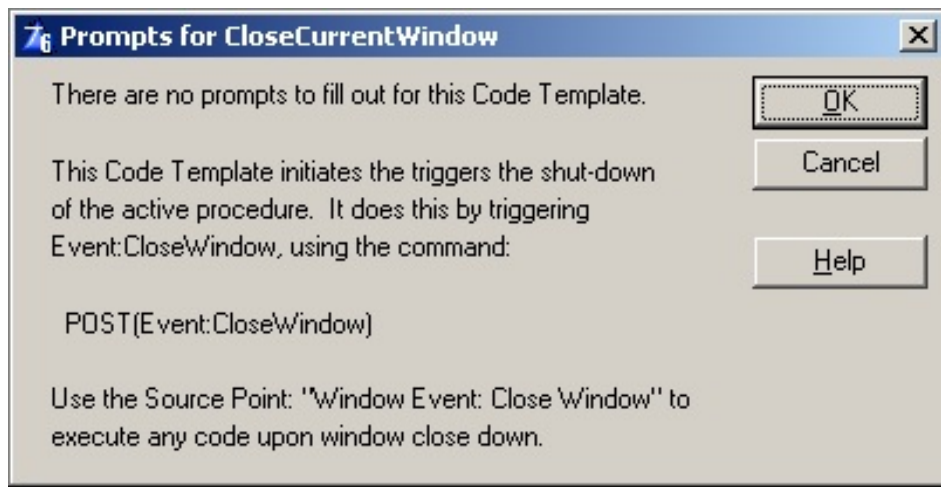 7 6 Prompts for CloseCurrentWindow
There are no prompts to fill out for this Code Template.
OK
This Code Template initiates the triggers the shut-down
Cancel
of the active procedure. It does this by triggering
Event:CloseWindow, using the command:
Help
POST(Event:CloseWindow)
Use the Source Point: "Window Event: Close Window" to
execute any code upon window close down.